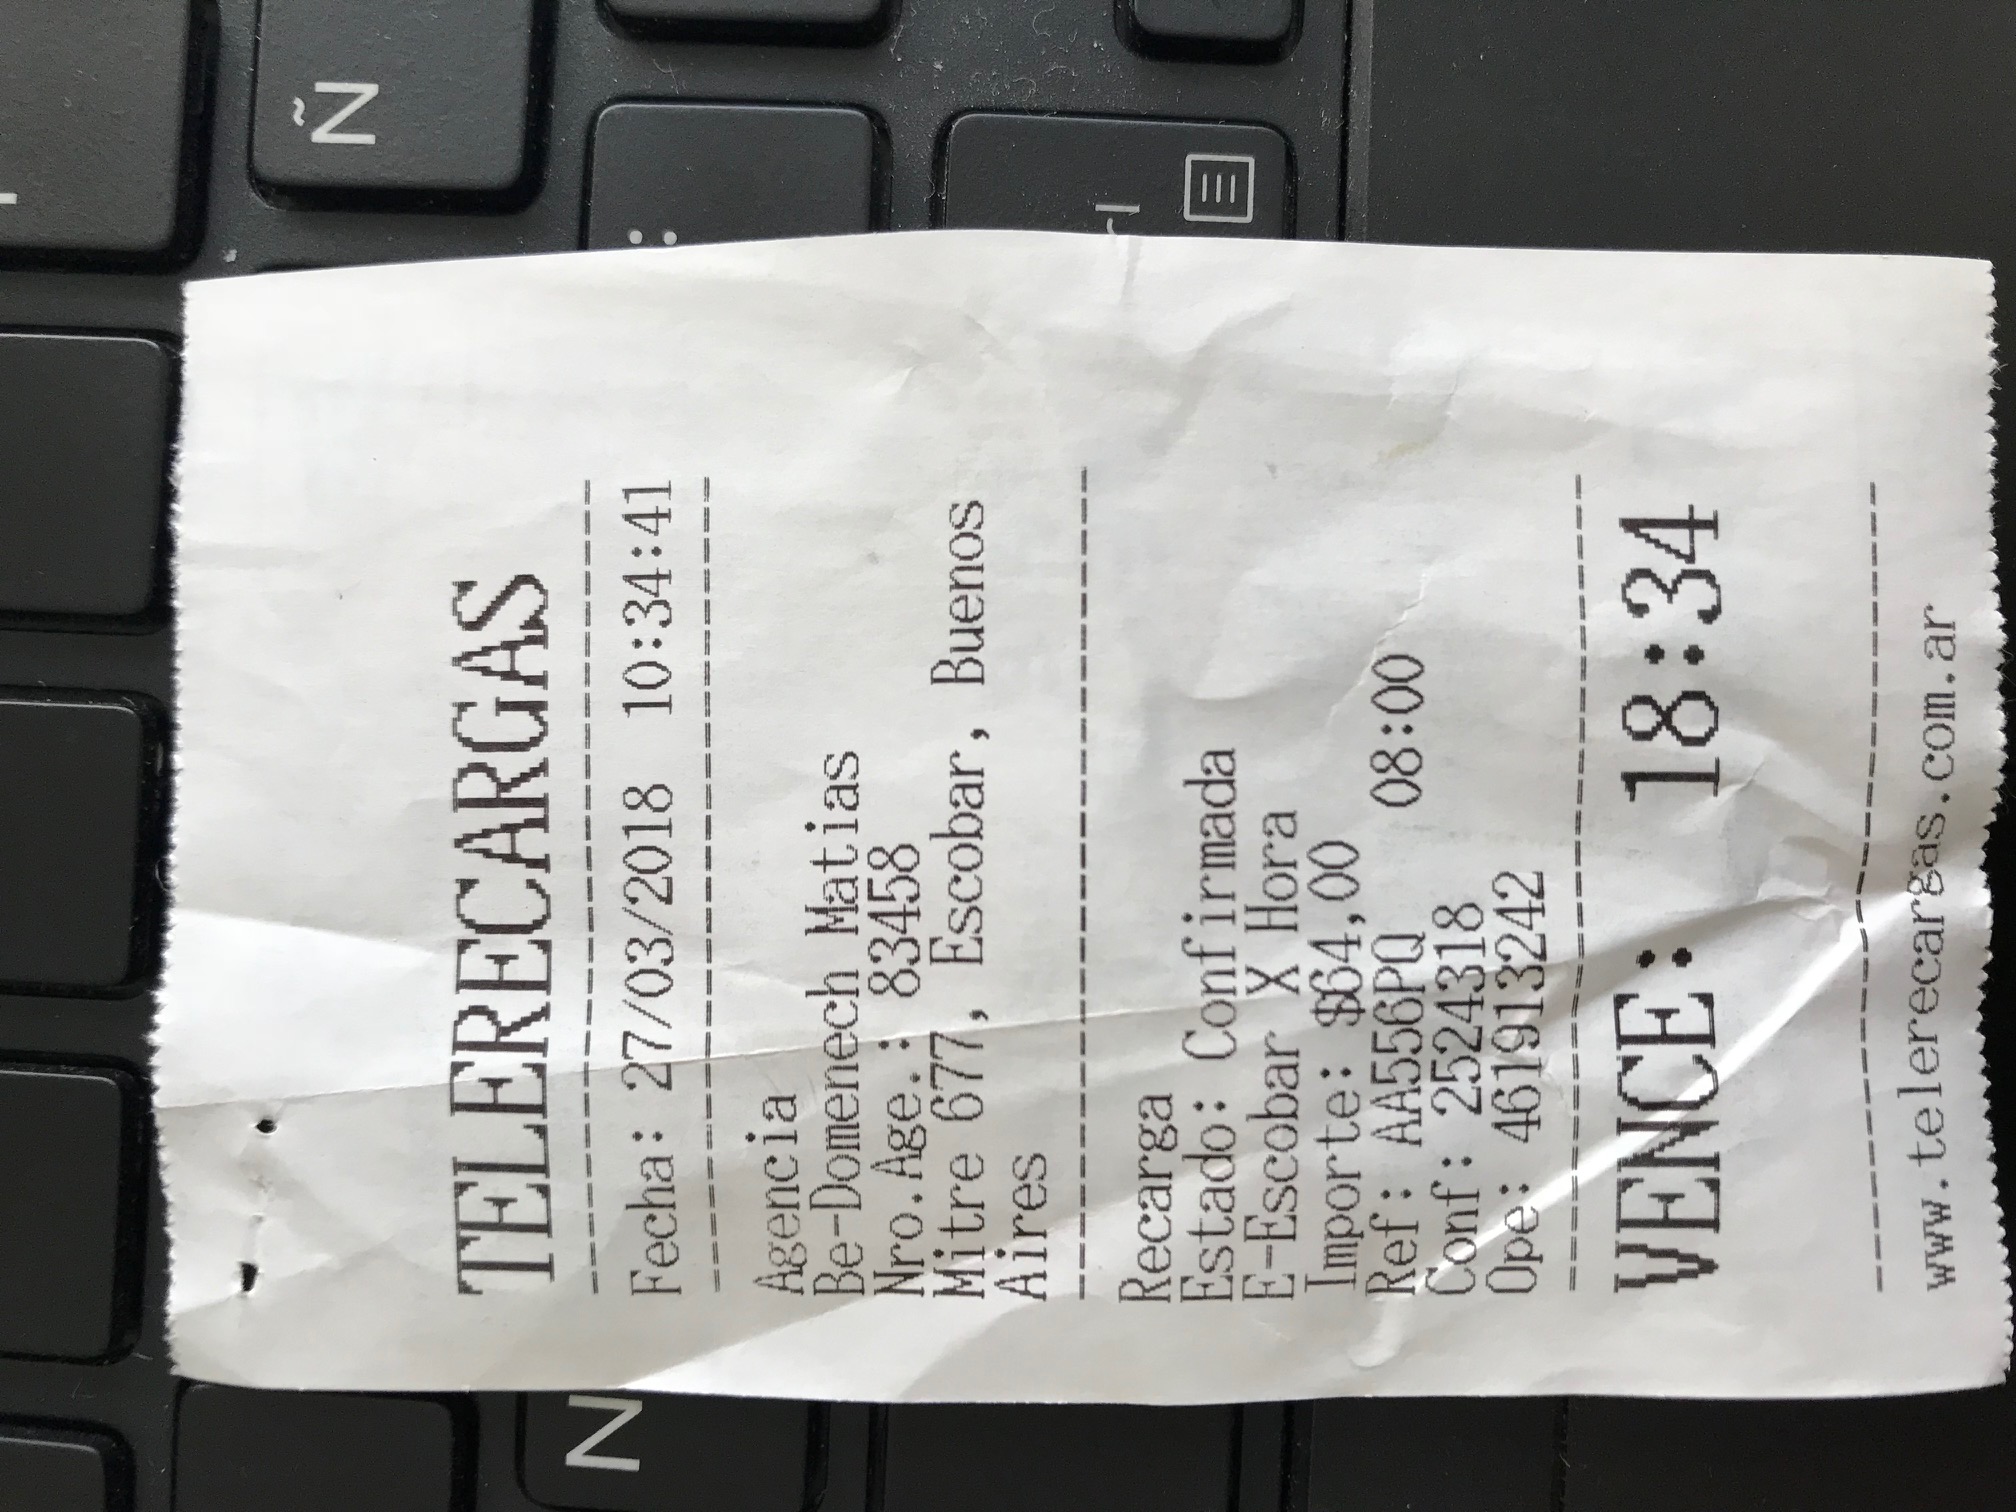 TELERECARGAS
Fecha: 27/03/2018 10:34:41
Agencia
Be-Domenech Matias
Nro.Age.: 83458
Mitre 677, Escobar, Buenos
Aires
Recarga
Estado: Confirmada
E-Escobar X Hora
Importe: $64,00
Ref: AA556PQ 08:00
Conf: 2524318
Ope: 461913242
VENCE: 18:34
www.telerecargas.com.ar
Ñ
N
: